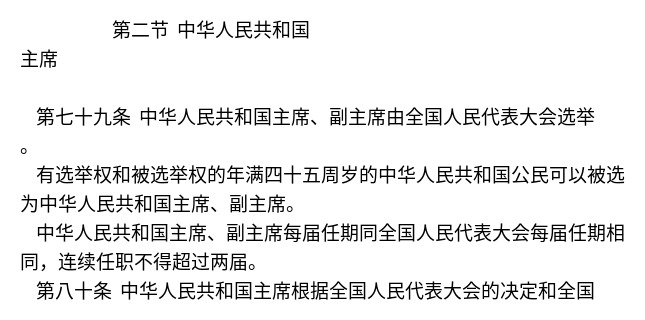 第二节 中华人民共和国
主席
第七十九条 中华人民共和国主席、副主席由全国人民代表大会选举
。
有选举权和被选举权的年满四十五周岁的中华人民共和国公民可以被选
为中华人民共和国主席、副主席。
中华人民共和国主席、副主席每届任期同全国人民代表大会每届任期相
同，连续任职不得超过两届。
第八十条 中华人民共和国主席根据全国人民代表大会的决定和全国